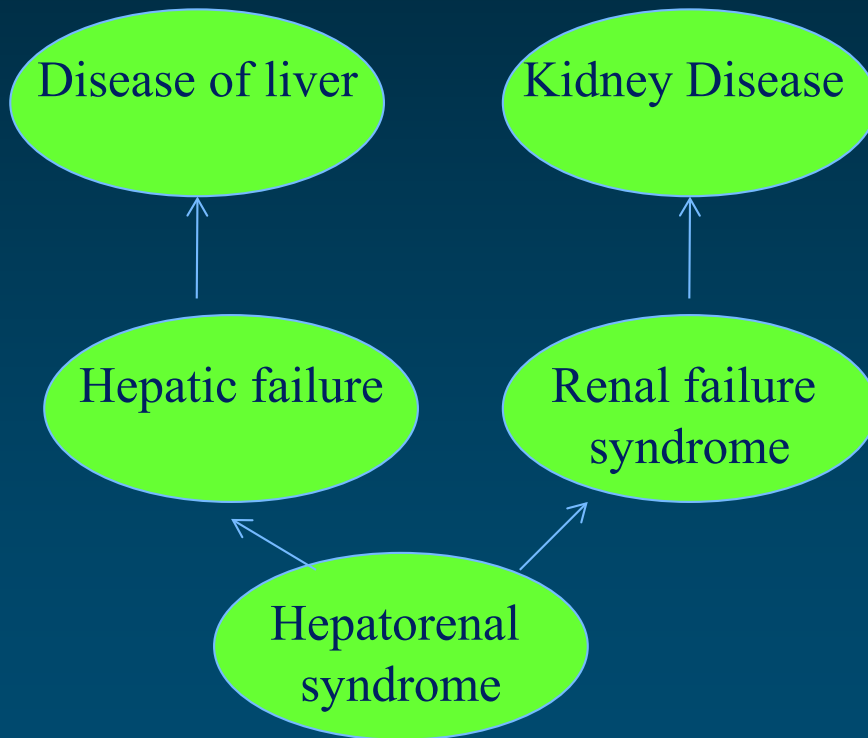 Disease of liver
Kidney Disease
Hepatic failure
Renal failure
syndrome
Hepatorenal
syndrome